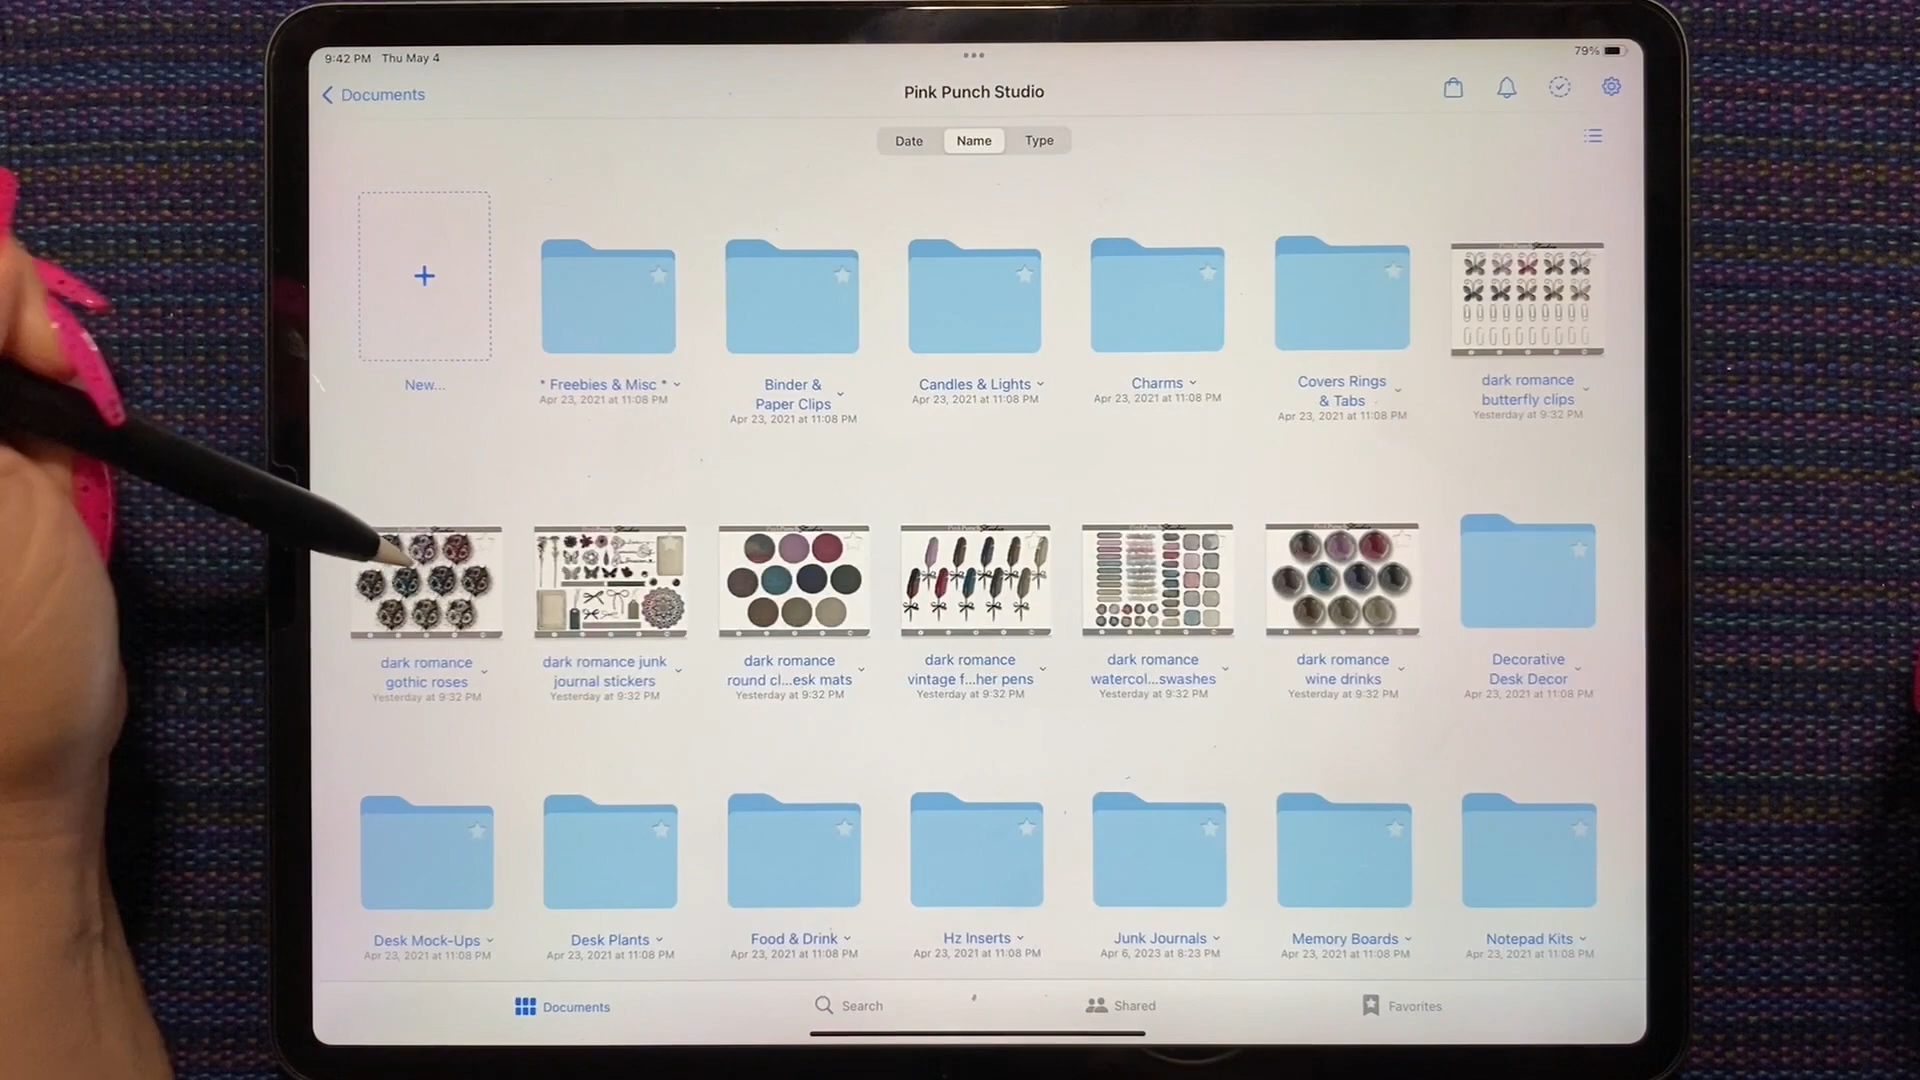 9:42 PM Thu May 4
79%
Documents
Pink Punch Studio
Date Name Type
New...
* Freebies & Misc *
Apr 23, 2021 at 11:08 PM
Binder &
Paper Clips
Apr 23, 2021 at 11:08 PM
Candles & Lights
Apr 23, 2021 at 11:08 PM
Charms
Apr 23, 2021 at 11:08 PM
Covers Rings
& Tabs
Apr 23, 2021 at 11:08 PM
dark romance
butterfly clips
Yesterday at 9:32 PM
dark romance
gothic roses
Yesterday at 9:32 PM
dark romance junk
journal stickers
Yesterday at 9:32 PM
dark romance
round cl...esk mats
Yesterday at 9:32 PM
dark romance
vintage f...her pens
Yesterday at 9:32 PM
dark romance
watercol...swashes
Yesterday at 9:32 PM
dark romance
wine drinks
Yesterday at 9:32 PM
Decorative
Desk Decor
Apr 23, 2021 at 11:08 PM
Desk Mock-Ups
Apr 23, 2021 at 11:08 PM
Desk Plants
Apr 23, 2021 at 11:08 PM
Food & Drink
Apr 23, 2021 at 11:08 PM
Hz Inserts
Apr 23, 2021 at 11:08 PM
Junk Journals
Apr 6, 2023 at 8:23 PM
Memory Boards
Apr 23, 2021 at 11:08 PM
Notepad Kits
Apr 23, 2021 at 11:08 PM
Documents
Search
Shared
Favorites